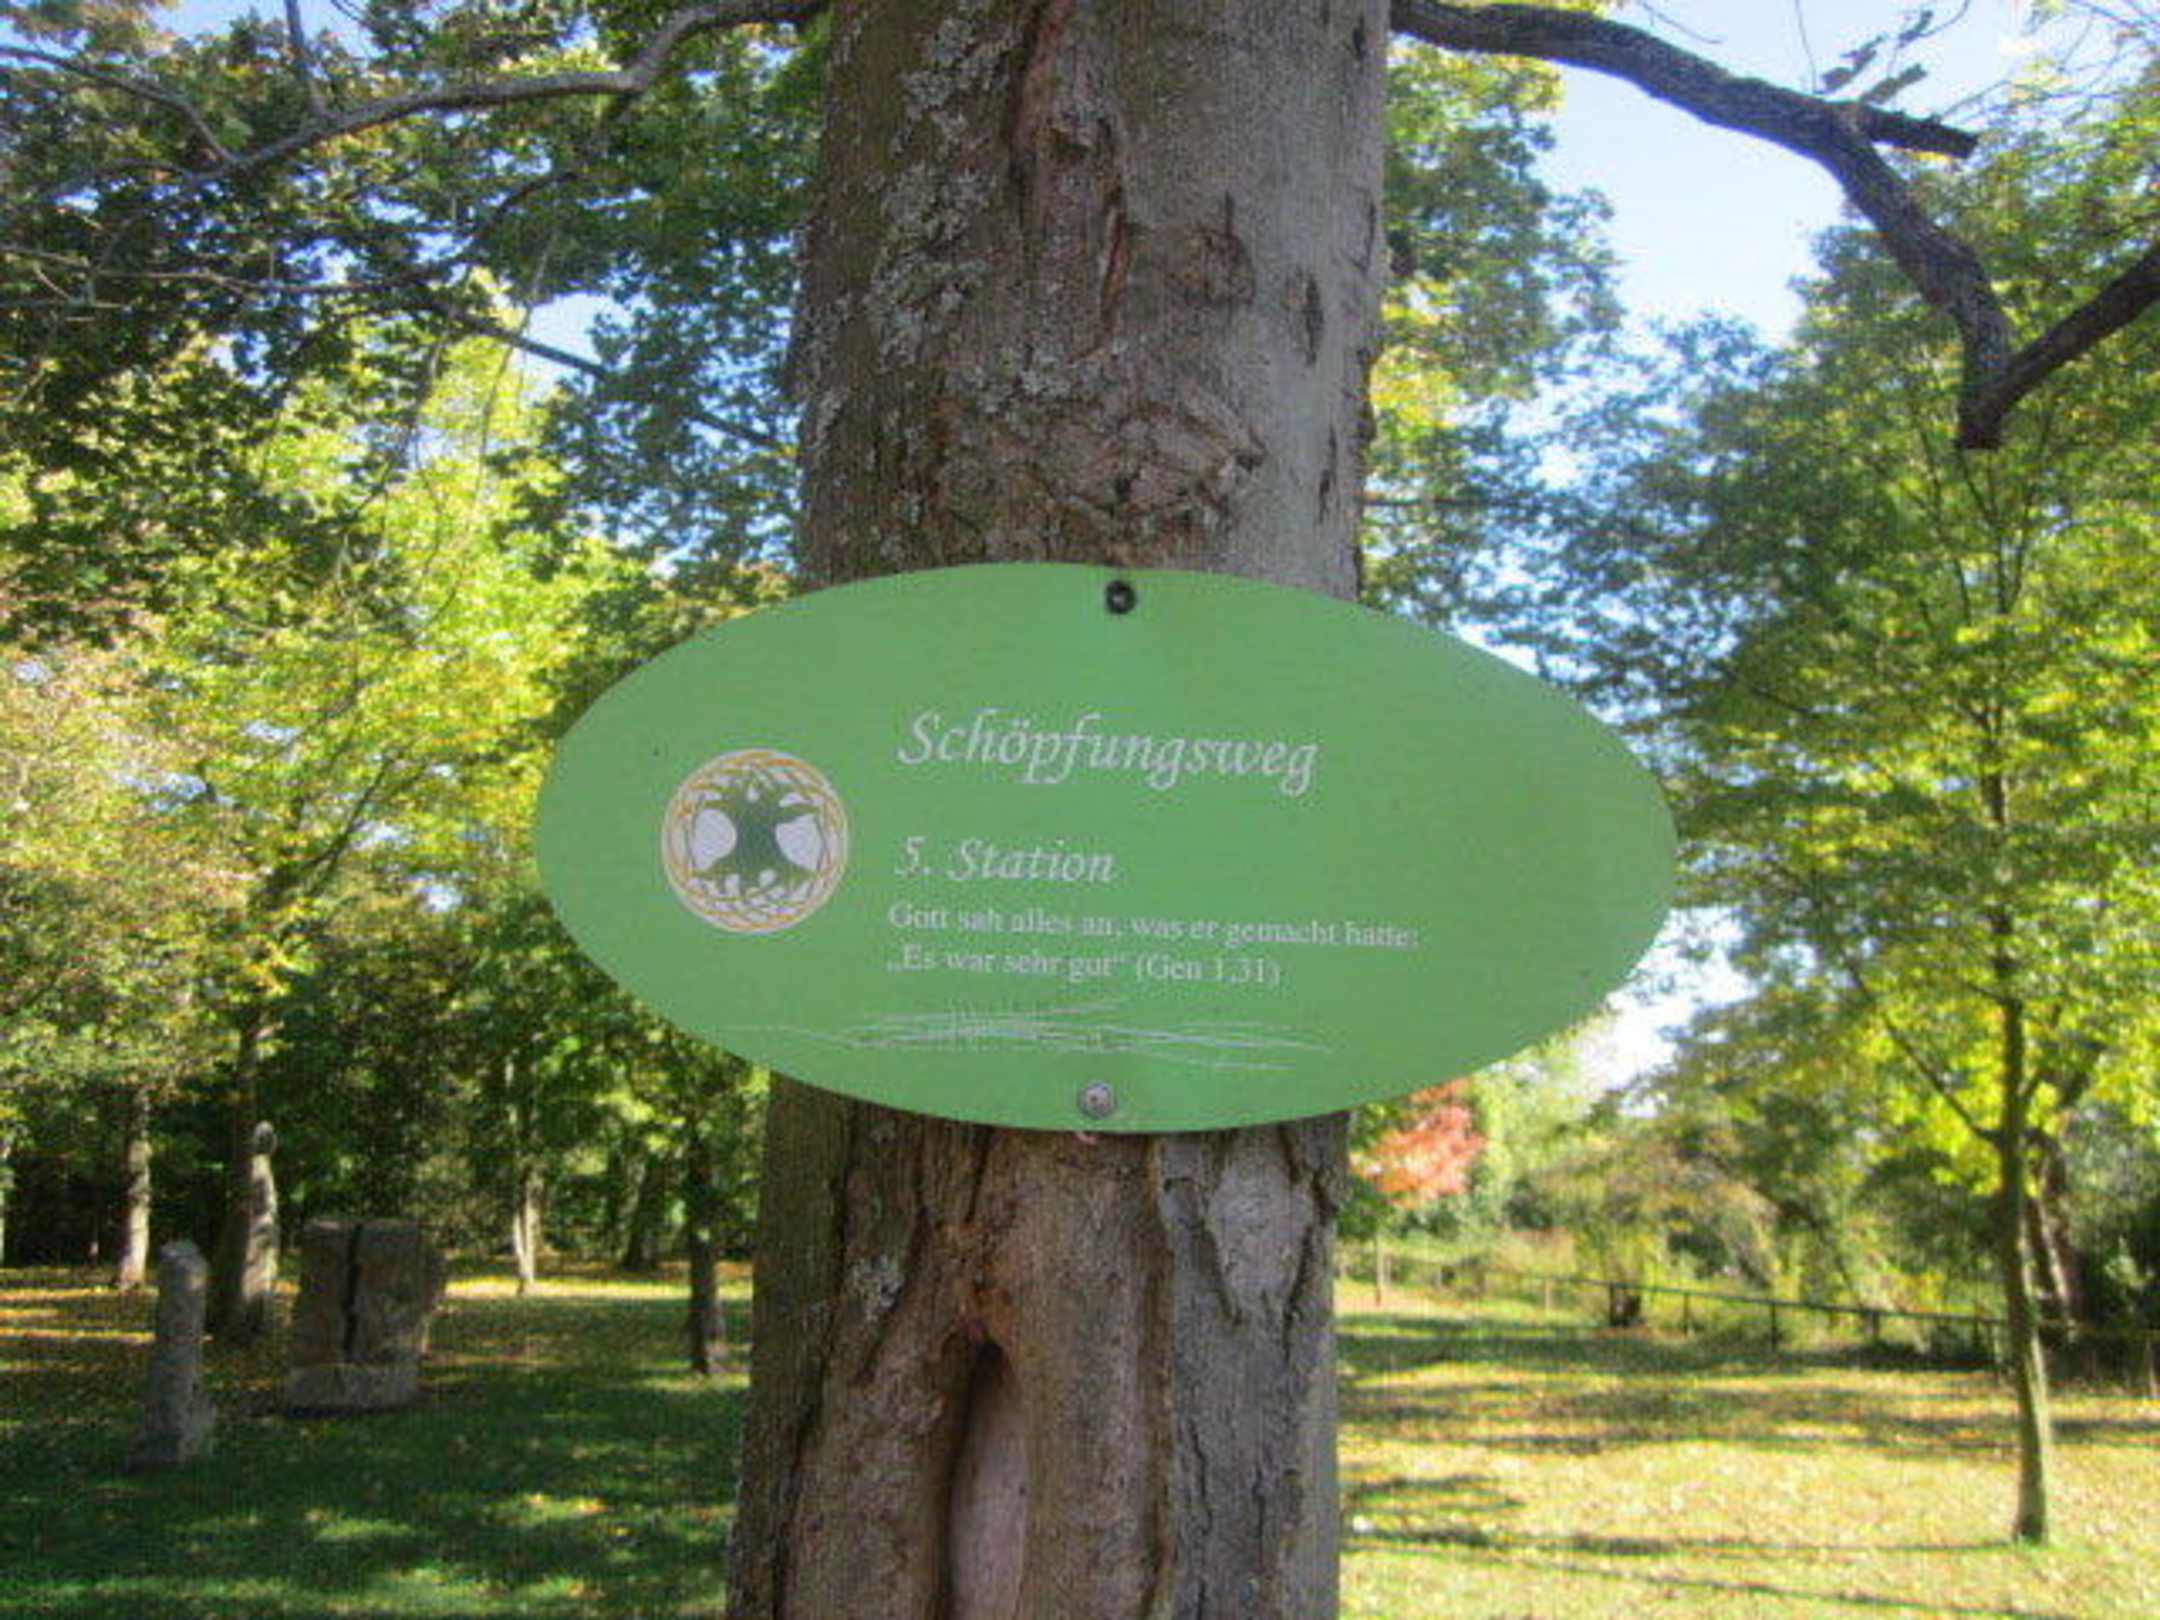 Schöpfungsweg
5. Station
Gott sah alles an, was er gemacht hatte:
„Es war sehr gut“ (Gen 1,31)